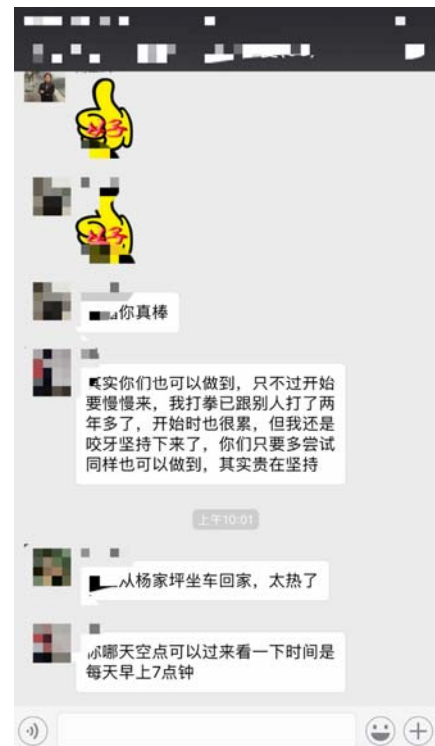 你真棒
其实你们也可以做到，只不过开始
要慢慢来，我打拳已跟别人打了两
年多了，开始时也很累，但我还是
咬牙坚持下来了，你们只要多尝试
同样也可以做到，其实贵在坚持
上午10:01
从杨家坪坐车回家，太热了
你哪天空点可以过来看一下时间是
每天早上7点钟